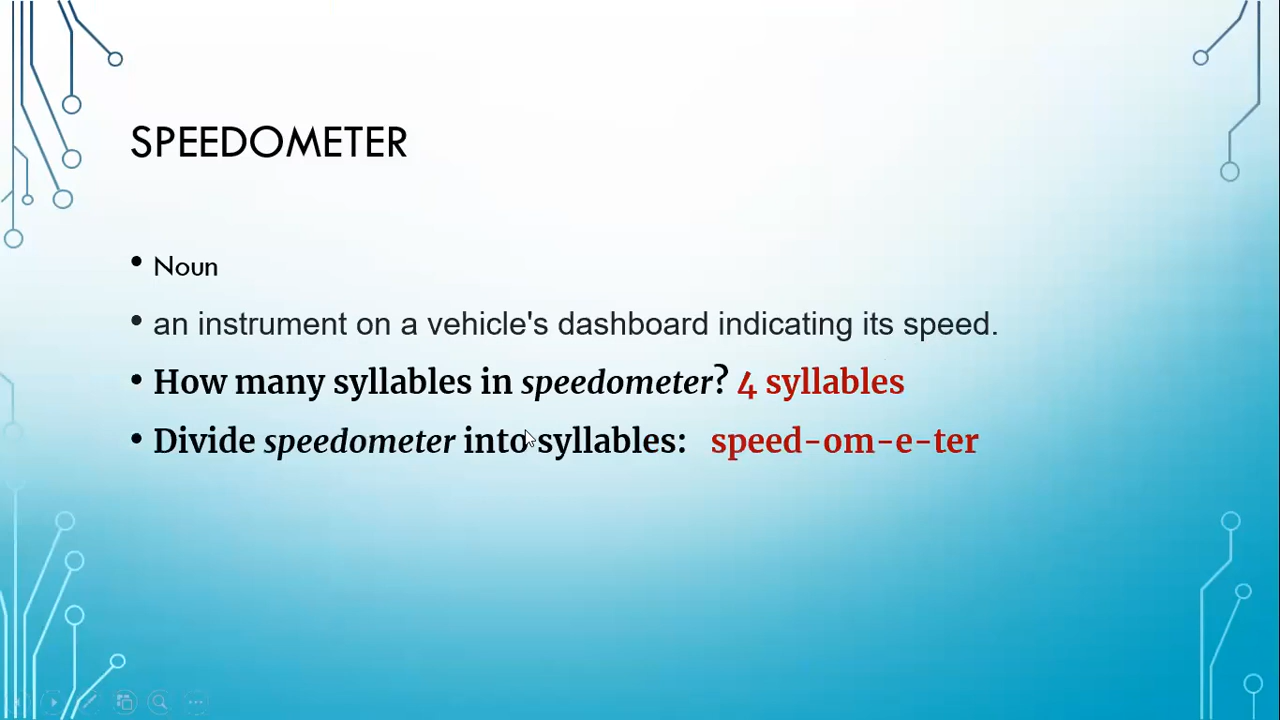 SPEEDOMETER
• Noun
• an instrument on a vehicle's dashboard indicating its speed.
• How many syllables in speedometer? 4 syllables
• Divide speedometer into syllables: speed-om-e-ter